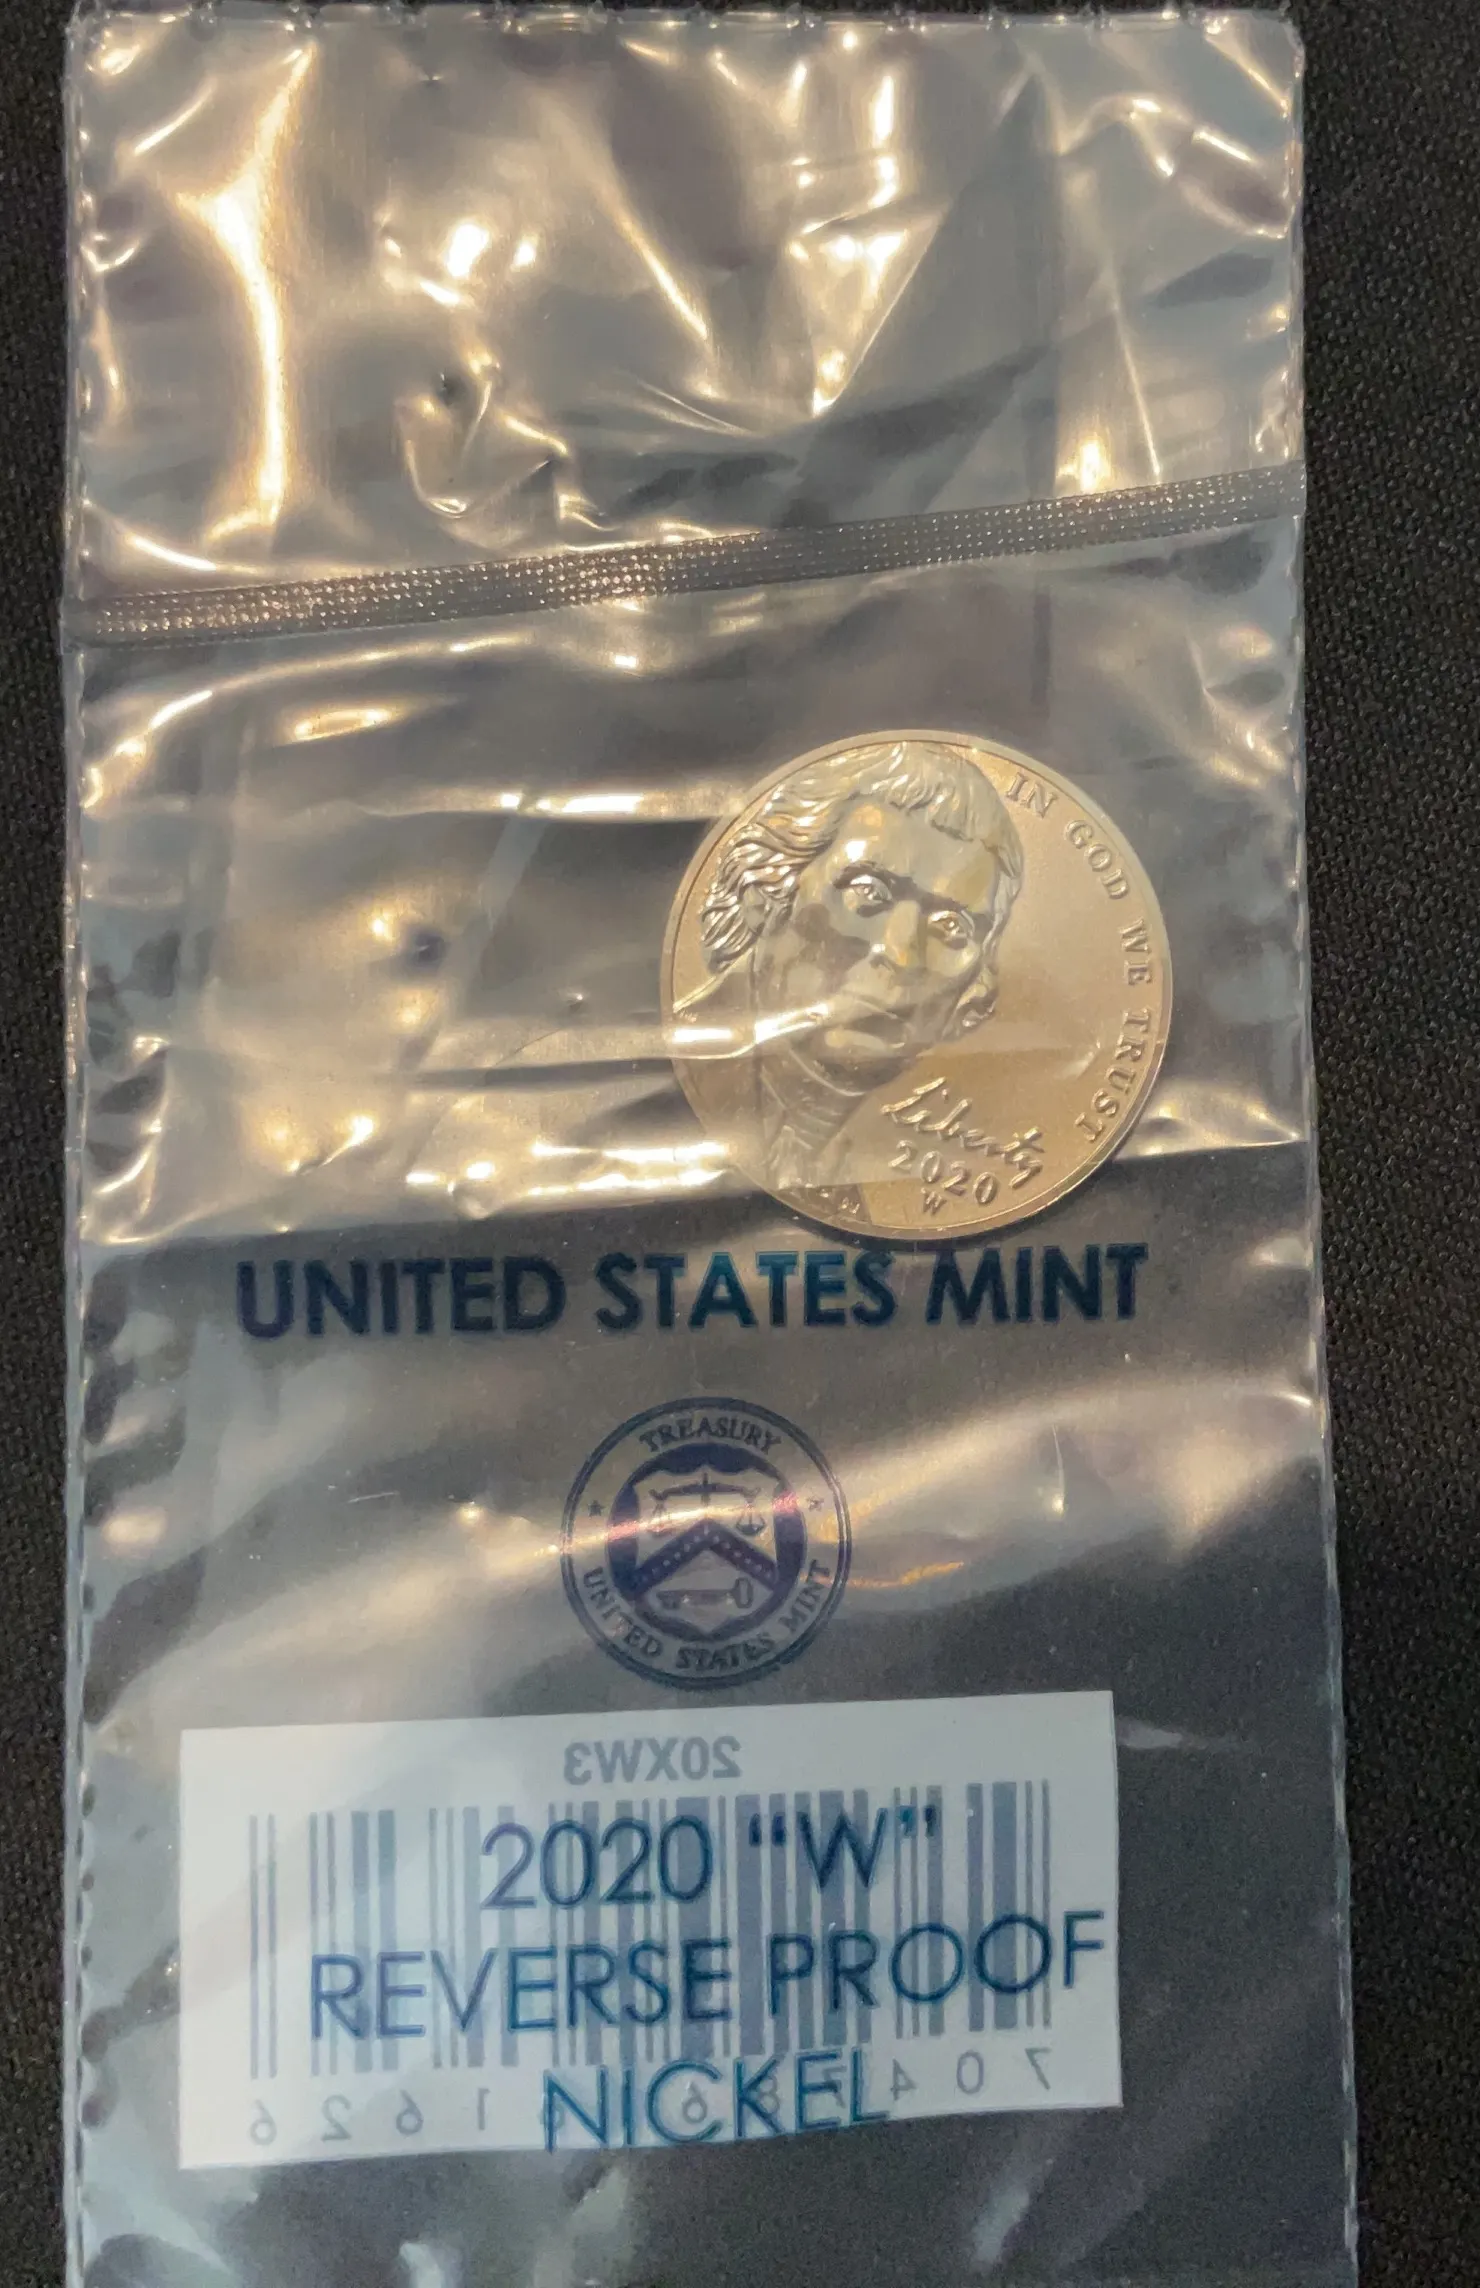 IN GOD WE TRUST
Liberty
2020
W
UNITED STATES MINT
TREASURY
UNITED STATES MINT
20XW3
2020 "W"
REVERSE PROOF
NICKEL